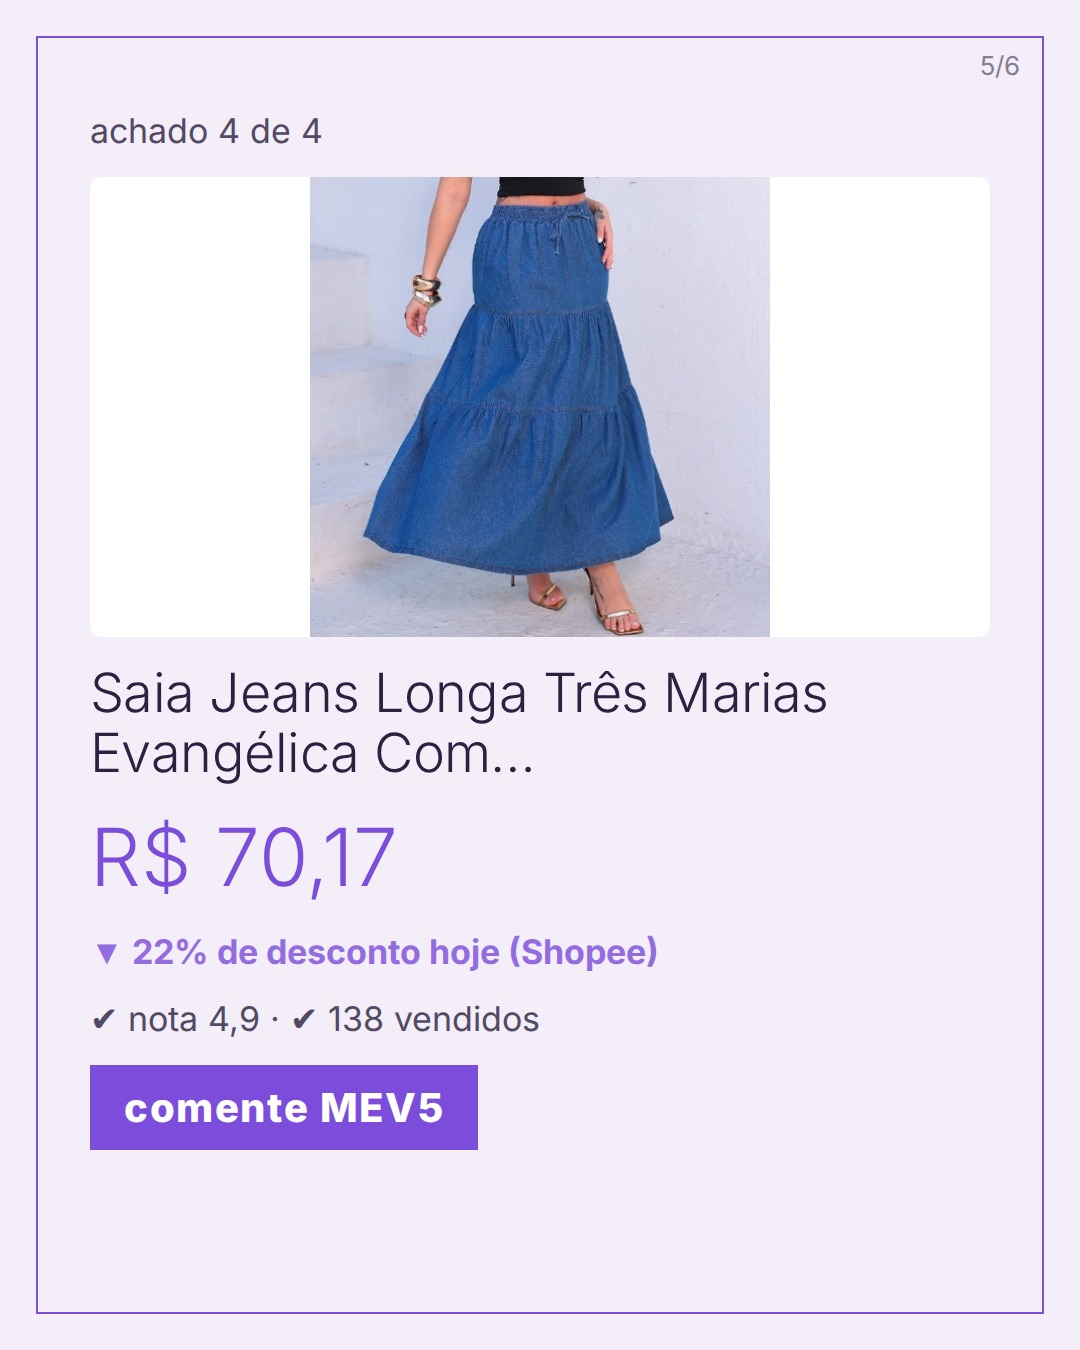 5/6
achado 4 de 4
Saia Jeans Longa Três Marias
Evangélica Com...
R$ 70,17
▼ 22% de desconto hoje (Shopee)
✔ nota 4,9 · ✔ 138 vendidos
comente MEV5